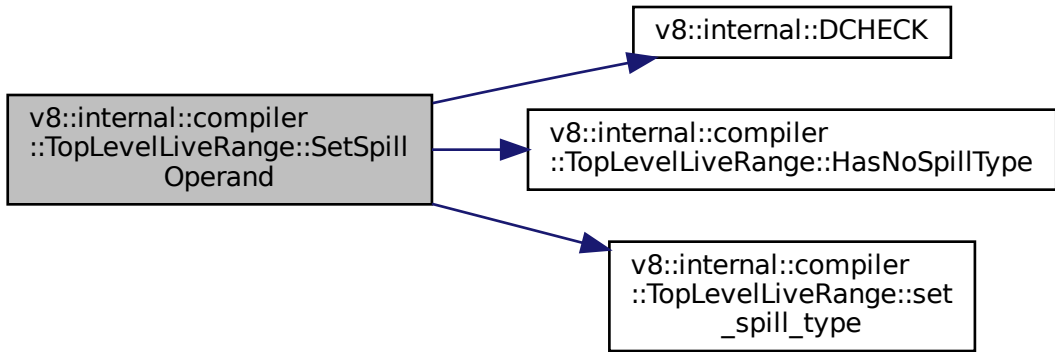 v8::internal::compiler
::TopLevelLiveRange::SetSpill
Operand
v8::internal::DCHECK
v8::internal::compiler
::TopLevelLiveRange::HasNoSpillType
v8::internal::compiler
::TopLevelLiveRange::set
_spill_type